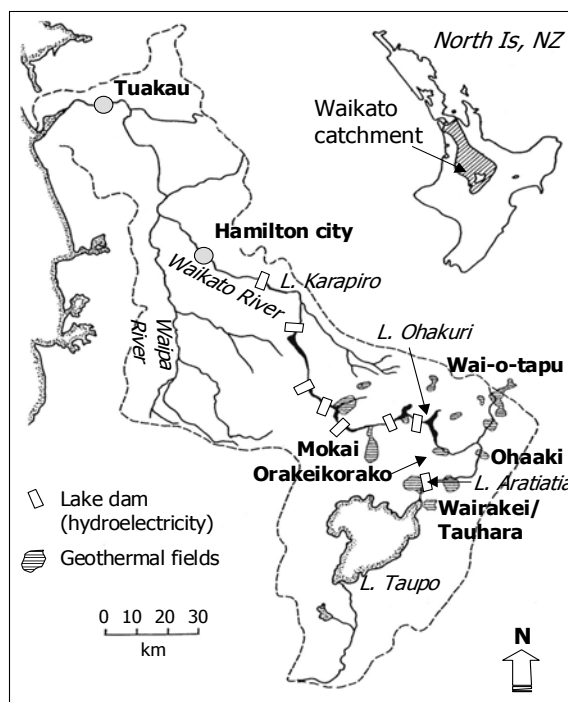 North Is, NZ
Waikato
catchment
Tuakau
Hamilton city
L. Karapiro
Waikato River
Waipa
River
L. Ohakuri
Wai-o-tapu
Mokai
Orakeikorako
Ohaaki
L. Aratiatia
Wairakei/
Tauhara
L. Taupo
Lake dam
(hydroelectricity)
Geothermal fields
0 10 20 30
km
N